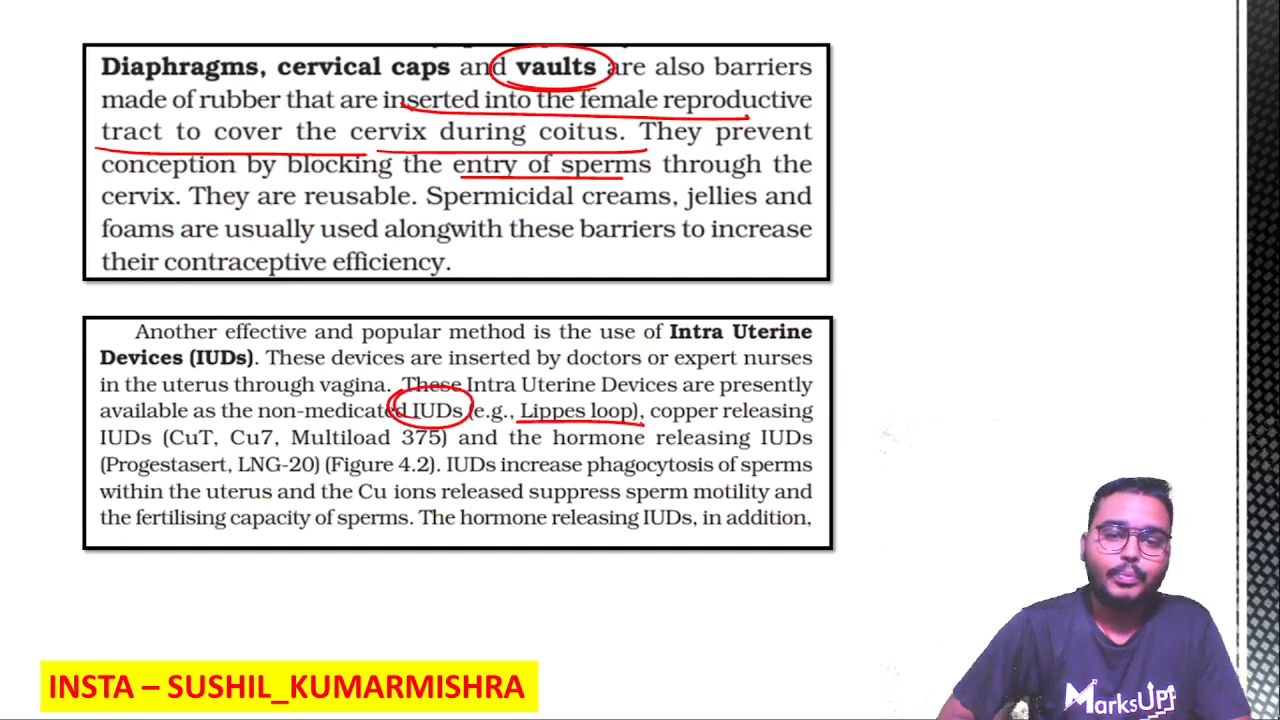 Diaphragms, cervical caps and vaults are also barriers
made of rubber that are inserted into the female reproductive
tract to cover the cervix during coitus. They prevent
conception by blocking the entry of sperms through the
cervix. They are reusable. Spermicidal creams, jellies and
foams are usually used alongwith these barriers to increase
their contraceptive efficiency.
Another effective and popular method is the use of Intra Uterine
Devices (IUDs). These devices are inserted by doctors or expert nurses
in the uterus through vagina. These Intra Uterine Devices are presently
available as the non-medicated IUDs (e.g., Lippes loop), copper releasing
IUDs (CuT, Cu7, Multiload 375) and the hormone releasing IUDs
(Progestasert, LNG-20) (Figure 4.2). IUDs increase phagocytosis of sperms
within the uterus and the Cu ions released suppress sperm motility and
the fertilising capacity of sperms. The hormone releasing IUDs, in addition,
INSTA – SUSHIL_KUMARMISHRA
MarksUP